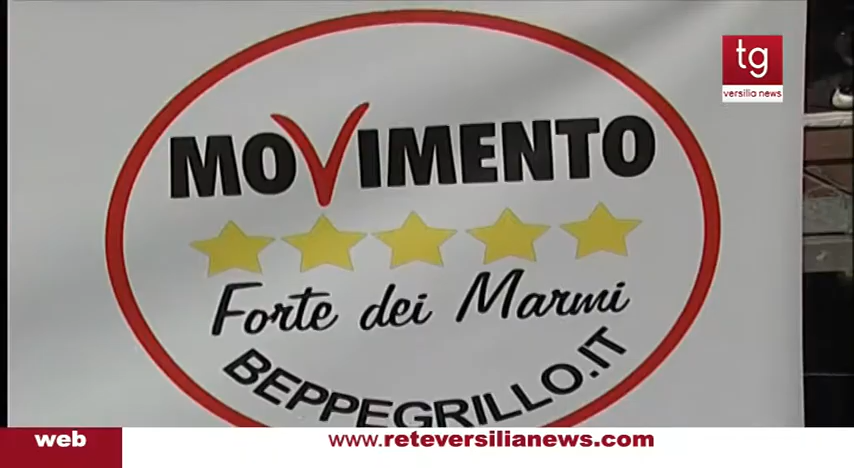 tg
versilia news
MOVIMENTO
Forte dei Marmi
BEPPEGRILLO.IT
web
www.reteversilianews.com